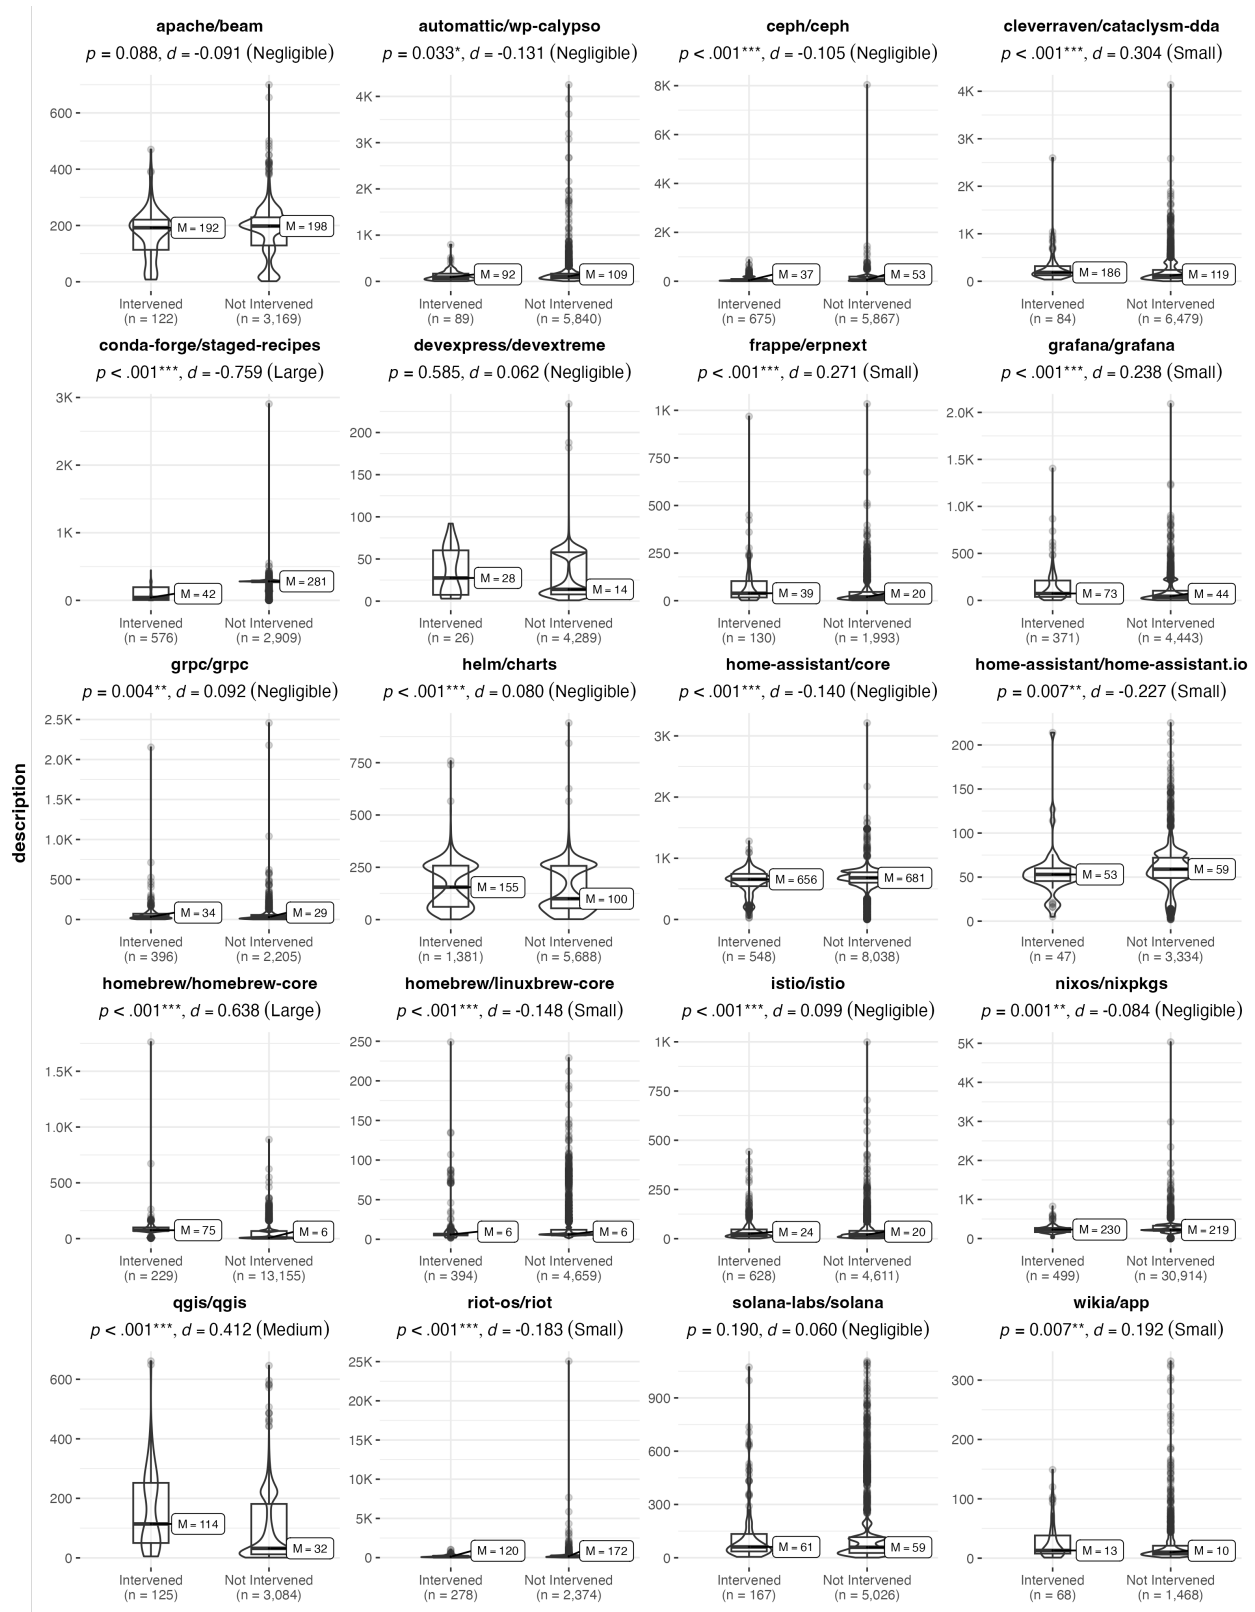 description
apache/beam
p = 0.088, d = -0.091 (Negligible)
600
400
200
0
M = 192
M = 198
Intervened
(n = 122)
Not Intervened
(n = 3,169)
automattic/wp-calypso
p = 0.033*, d = -0.131 (Negligible)
4K
3K
2K
1K
0
M = 92
M = 109
Intervened
(n = 89)
Not Intervened
(n = 5,840)
ceph/ceph
p < .001***, d = -0.105 (Negligible)
8K
6K
4K
2K
0
M = 37
M = 53
Intervened
(n = 675)
Not Intervened
(n = 5,867)
cleverraven/cataclysm-dda
p < .001***, d = 0.304 (Small)
4K
3K
2K
1K
0
M = 186
M = 119
Intervened
(n = 84)
Not Intervened
(n = 6,479)
conda-forge/staged-recipes
p < .001***, d = -0.759 (Large)
3K
2K
1K
0
M = 42
M = 281
Intervened
(n = 576)
Not Intervened
(n = 2,909)
devexpress/devextreme
p = 0.585, d = 0.062 (Negligible)
200
150
100
50
0
M = 28
M = 14
Intervened
(n = 26)
Not Intervened
(n = 4,289)
frappe/erpnext
p < .001***, d = 0.271 (Small)
1K
750
500
250
0
M = 39
M = 20
Intervened
(n = 130)
Not Intervened
(n = 1,993)
grafana/grafana
p < .001***, d = 0.238 (Small)
2.0K
1.5K
1.0K
500
0
M = 73
M = 44
Intervened
(n = 371)
Not Intervened
(n = 4,443)
grpc/grpc
p = 0.004**, d = 0.092 (Negligible)
2.5K
2.0K
1.5K
1.0K
500
0
M = 34
M = 29
Intervened
(n = 396)
Not Intervened
(n = 2,205)
helm/charts
p < .001***, d = 0.080 (Negligible)
750
500
250
0
M = 155
M = 100
Intervened
(n = 1,381)
Not Intervened
(n = 5,688)
home-assistant/core
p < .001***, d = -0.140 (Negligible)
3K
2K
1K
0
M = 656
M = 681
Intervened
(n = 548)
Not Intervened
(n = 8,038)
home-assistant/home-assistant.io
p = 0.007**, d = -0.227 (Small)
200
150
100
50
0
M = 53
M = 59
Intervened
(n = 47)
Not Intervened
(n = 3,334)
homebrew/homebrew-core
p < .001***, d = 0.638 (Large)
1.5K
1.0K
500
0
M = 75
M = 6
Intervened
(n = 229)
Not Intervened
(n = 13,155)
homebrew/linuxbrew-core
p < .001***, d = -0.148 (Small)
250
200
150
100
50
0
M = 6
M = 6
Intervened
(n = 394)
Not Intervened
(n = 4,659)
istio/istio
p < .001***, d = 0.099 (Negligible)
1K
750
500
250
0
M = 24
M = 20
Intervened
(n = 628)
Not Intervened
(n = 4,611)
nixos/nixpkgs
p = 0.001**, d = -0.084 (Negligible)
5K
4K
3K
2K
1K
0
M = 230
M = 219
Intervened
(n = 499)
Not Intervened
(n = 30,914)
qgis/qgis
p < .001***, d = 0.412 (Medium)
600
400
200
0
M = 114
M = 32
Intervened
(n = 125)
Not Intervened
(n = 3,084)
riot-os/riot
p < .001***, d = -0.183 (Small)
25K
20K
15K
10K
5K
0
M = 120
M = 172
Intervened
(n = 278)
Not Intervened
(n = 2,374)
solana-labs/solana
p = 0.190, d = 0.060 (Negligible)
900
600
300
0
M = 61
M = 59
Intervened
(n = 167)
Not Intervened
(n = 5,026)
wikia/app
p = 0.007**, d = 0.192 (Small)
300
200
100
0
M = 13
M = 10
Intervened
(n = 68)
Not Intervened
(n = 1,468)